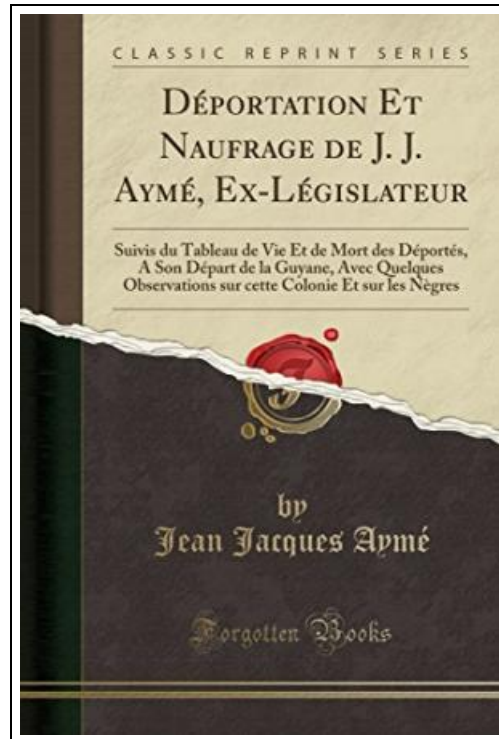 CLASSIC REPRINT SERIES
DÉPORTATION ET
NAUFRAGE DE J. J.
AYMÉ, EX-LÉGISLATEUR
Suivis du Tableau de Vie Et de Mort des Déportés,
A Son Départ de la Guyane, Avec Quelques
Observations sur cette Colonie Et sur les Nègres
by
Jean Jacques Aymé
Forgotten Books